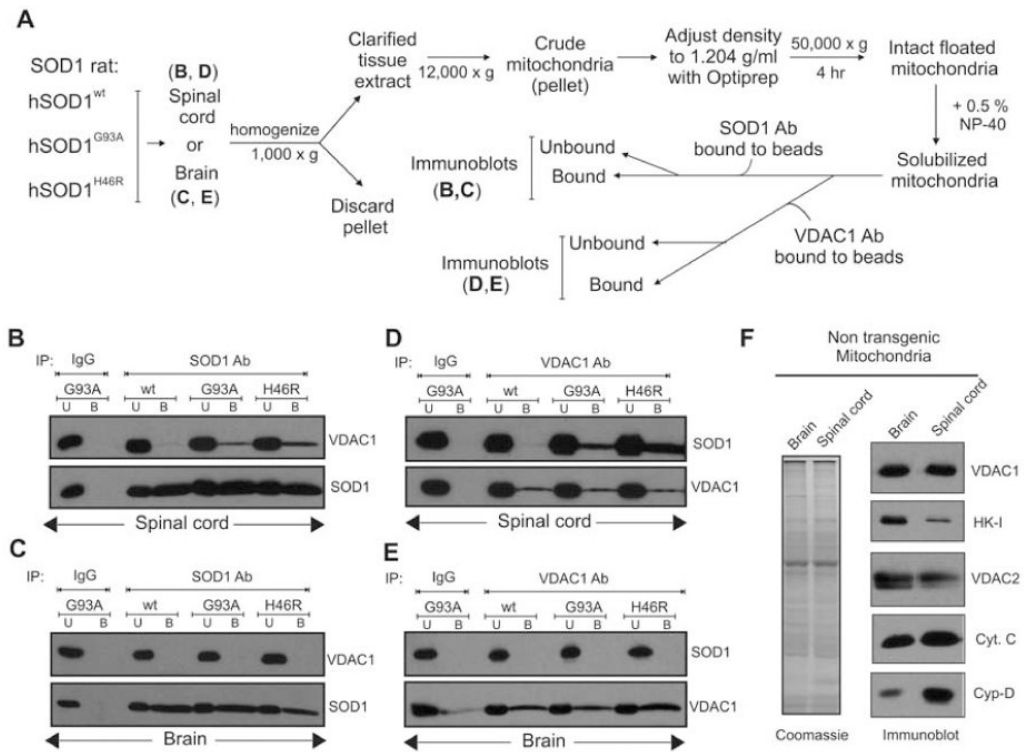 A
SOD1 rat:
hSOD1wt
hSOD1G93A
hSOD1H46R
(B, D)
Spinal
cord
or
Brain
(C, E)
homogenize
1,000 x g
Clarified
tissue
extract
Discard
pellet
12,000 x g
Crude
mitochondria
(pellet)
Adjust density
to 1.204 g/ml
with Optiprep
50,000 x g
4 hr
Intact floated
mitochondria
+ 0.5 %
NP-40
Solubilized
mitochondria
SOD1 Ab
bound to beads
Unbound
Bound
Immunoblots
(B,C)
VDAC1 Ab
bound to beads
Unbound
Bound
Immunoblots
(D,E)
B
IP: IgG SOD1 Ab
G93A wt G93A H46R
U B U B U B U B
VDAC1
SOD1
Spinal cord
C
IP: IgG SOD1 Ab
G93A wt G93A H46R
U B U B U B U B
VDAC1
SOD1
Brain
D
IP: IgG VDAC1 Ab
G93A wt G93A H46R
U B U B U B U B
SOD1
VDAC1
Spinal cord
E
IP: IgG VDAC1 Ab
G93A wt G93A H46R
U B U B U B U B
SOD1
VDAC1
Brain
F
Non transgenic
Mitochondria
Brain Spinal cord
Brain Spinal cord
VDAC1
HK-I
VDAC2
Cyt. C
Cyp-D
Coomassie Immunoblot